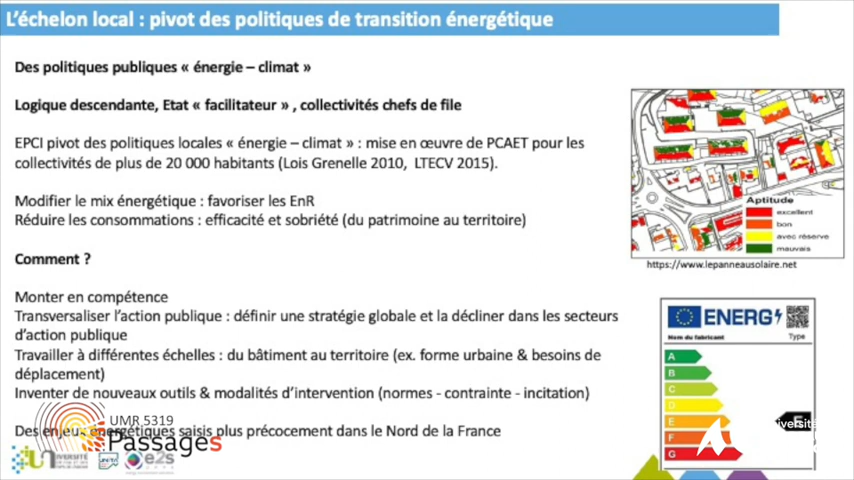 L’échelon local : pivot des politiques de transition énergétique
Des politiques publiques « énergie – climat »
Logique descendante, Etat « facilitateur » , collectivités chefs de file
EPCI pivot des politiques locales « énergie – climat » : mise en œuvre de PCAET pour les
collectivités de plus de 20 000 habitants (Lois Grenelle 2010, LTECV 2015).
Modifier le mix énergétique : favoriser les EnR
Réduire les consommations : efficacité et sobriété (du patrimoine au territoire)
Comment ?
Monter en compétence
Transversaliser l’action publique : définir une stratégie globale et la décliner dans les secteurs
d’action publique
Travailler à différentes échelles : du bâtiment au territoire (ex. forme urbaine & besoins de
déplacement)
Inventer de nouveaux outils & modalités d’intervention (normes - contrainte - incitation)
Des enjeux énergétiques saisis plus précocement dans le Nord de la France
UMR 5319
Passages
e2s
Aptitude
excellent
bon
avec réserve
mauvais
https://www.lepanneausolaire.net
ENERG
Nom du fabricant
Type
A
B
C
D
E
F
G
E